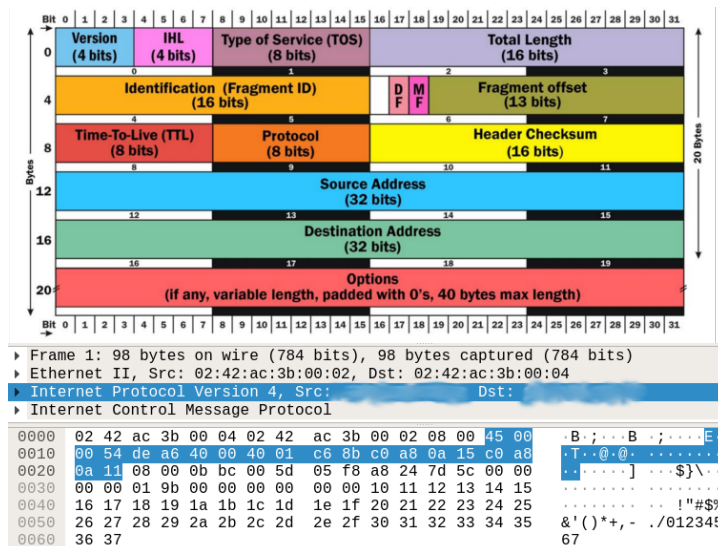 Bit 0 1 2 3 4 5 6 7 8 9 10 11 12 13 14 15 16 17 18 19 20 21 22 23 24 25 26 27 28 29 30 31
0 Version IHL Type of Service (TOS) Total Length
(4 bits) (4 bits) (8 bits) (16 bits)
0 1 2 3
4 Identification (Fragment ID) D M Fragment offset
(16 bits) F F (13 bits)
4 5 6 7
8 Time-To-Live (TTL) Protocol Header Checksum
(8 bits) (8 bits) (16 bits)
8 9 10 11
Bytes
20 Bytes
12 Source Address
(32 bits)
12 13 14 15
16 Destination Address
(32 bits)
16 17 18 19
20 Options
(if any, variable length, padded with 0's, 40 bytes max length)
Bit 0 1 2 3 4 5 6 7 8 9 10 11 12 13 14 15 16 17 18 19 20 21 22 23 24 25 26 27 28 29 30 31
Frame 1: 98 bytes on wire (784 bits), 98 bytes captured (784 bits)
Ethernet II, Src: 02:42:ac:3b:00:02, Dst: 02:42:ac:3b:00:04
Internet Protocol Version 4, Src: Dst:
Internet Control Message Protocol
0000 02 42 ac 3b 00 04 02 42 ac 3b 00 02 08 00 45 00 ·B·;···B ·;····E·
0010 00 54 de a6 40 00 40 01 c6 8b c0 a8 0a 15 c0 a8 ·T··@·@· ········
0020 0a 11 08 00 0b bc 00 5d 05 f8 a8 24 7d 5c 00 00 ·······] ···$}\··
0030 00 00 01 9b 00 00 00 00 00 00 10 11 12 13 14 15 ········ ········
0040 16 17 18 19 1a 1b 1c 1d 1e 1f 20 21 22 23 24 25 ········ ·· !"#$%
0050 26 27 28 29 2a 2b 2c 2d 2e 2f 30 31 32 33 34 35 &'()*+,- ./012345
0060 36 37 67